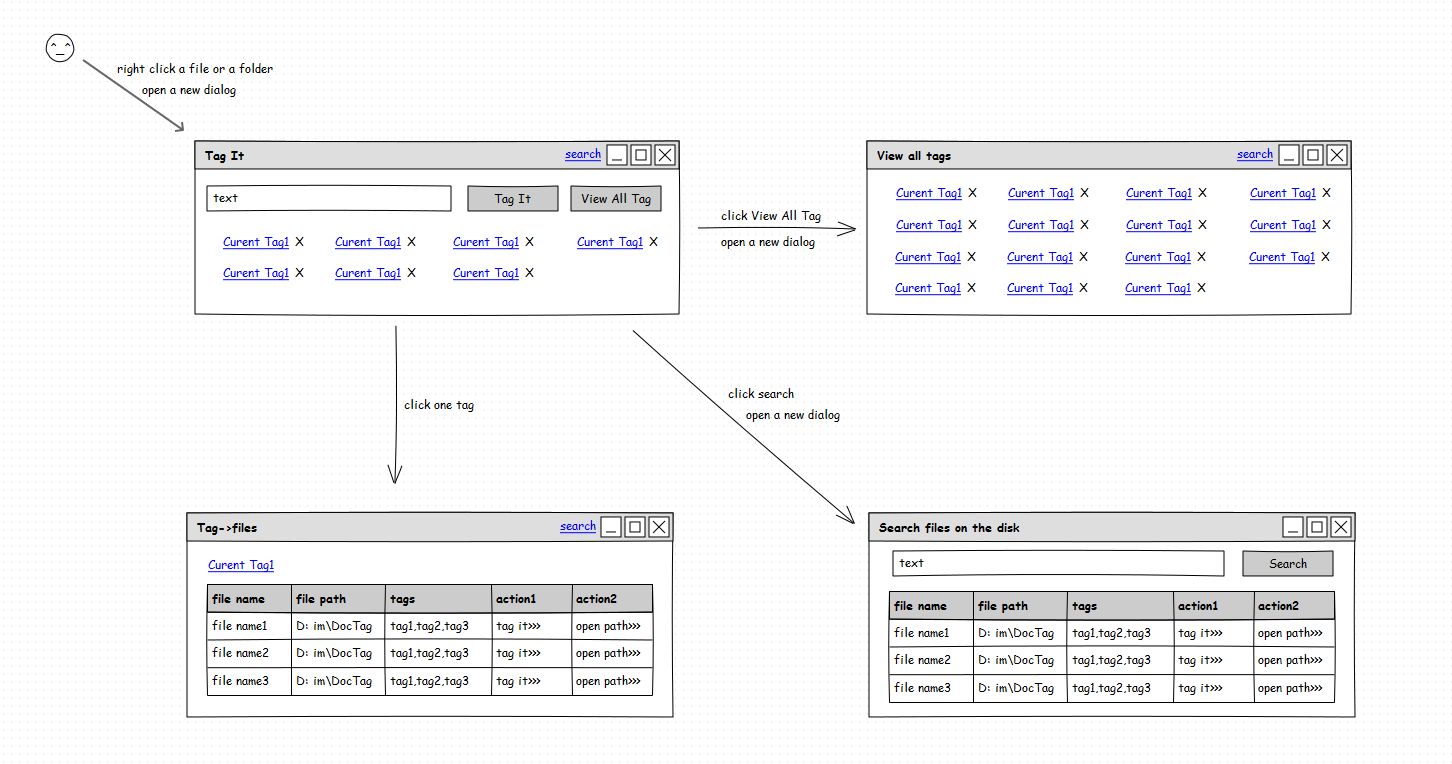 right click a file or a folder
open a new dialog
Tag It search
text Tag It View All Tag
Curent Tag1 X Curent Tag1 X Curent Tag1 X Curent Tag1 X
Curent Tag1 X Curent Tag1 X Curent Tag1 X
click View All Tag
open a new dialog
View all tags search
Curent Tag1 X Curent Tag1 X Curent Tag1 X Curent Tag1 X
Curent Tag1 X Curent Tag1 X Curent Tag1 X Curent Tag1 X
Curent Tag1 X Curent Tag1 X Curent Tag1 X Curent Tag1 X
Curent Tag1 X Curent Tag1 X Curent Tag1 X
click one tag
click search
open a new dialog
Tag->files search
Curent Tag1
file name file path tags action1 action2
file name1 D: im\DocTag tag1,tag2,tag3 tag it>>> open path>>>
file name2 D: im\DocTag tag1,tag2,tag3 tag it>>> open path>>>
file name3 D: im\DocTag tag1,tag2,tag3 tag it>>> open path>>>
Search files on the disk
text Search
file name file path tags action1 action2
file name1 D: im\DocTag tag1,tag2,tag3 tag it>>> open path>>>
file name2 D: im\DocTag tag1,tag2,tag3 tag it>>> open path>>>
file name3 D: im\DocTag tag1,tag2,tag3 tag it>>> open path>>>